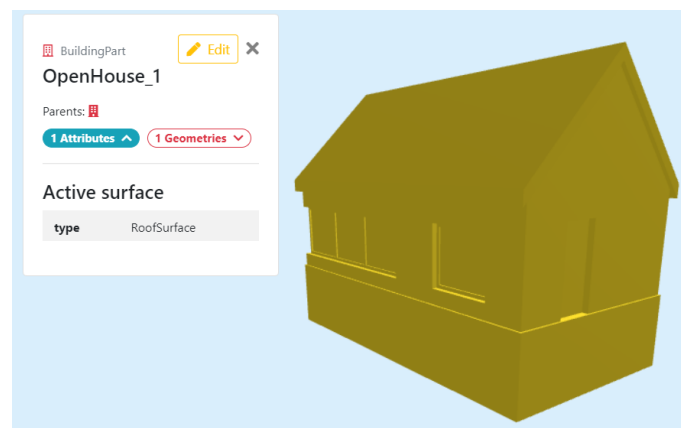 BuildingPart
Edit
OpenHouse_1
Parents:
1 Attributes
1 Geometries
Active surface
type RoofSurface